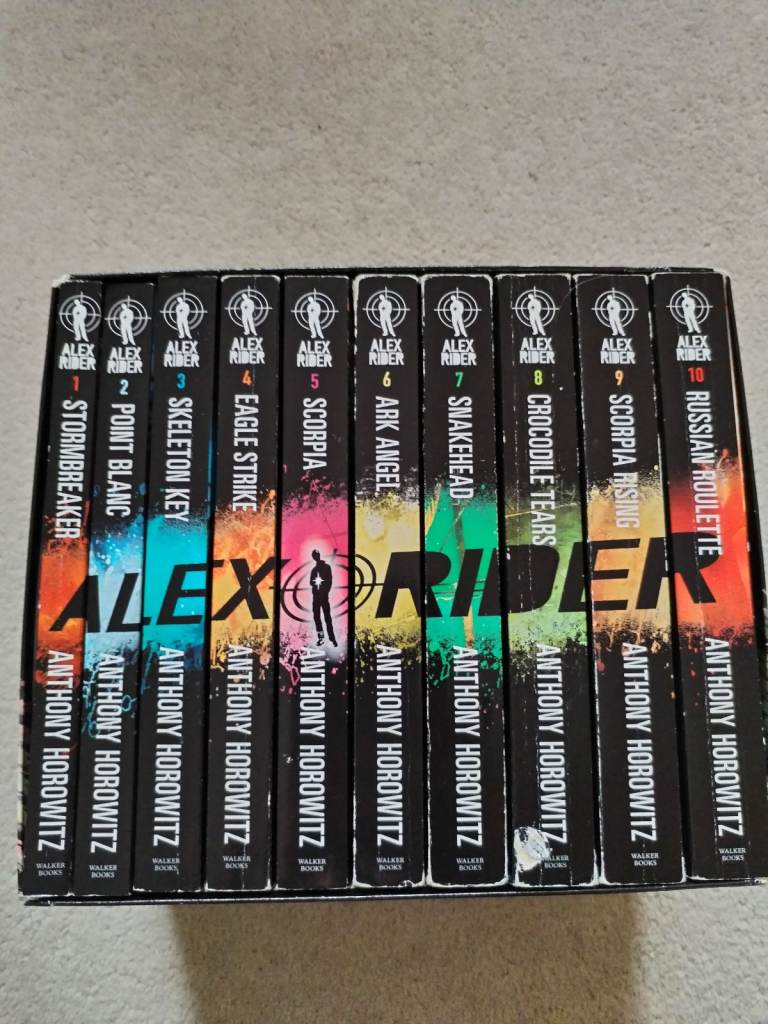 ALEX RIDER
1 STORMBREAKER
ANTHONY HOROWITZ
WALKER BOOKS
ALEX RIDER
2 POINT BLANC
ANTHONY HOROWITZ
WALKER BOOKS
ALEX RIDER
3 SKELETON KEY
ANTHONY HOROWITZ
WALKER BOOKS
ALEX RIDER
4 EAGLE STRIKE
ANTHONY HOROWITZ
WALKER BOOKS
ALEX RIDER
5 SCORPIA
ANTHONY HOROWITZ
WALKER BOOKS
ALEX RIDER
6 ARK ANGEL
ANTHONY HOROWITZ
WALKER BOOKS
ALEX RIDER
7 SNAKEHEAD
ANTHONY HOROWITZ
WALKER BOOKS
ALEX RIDER
8 CROCODILE TEARS
ANTHONY HOROWITZ
BOOKS
ALEX RIDER
9 SCORPIA RISING
ANTHONY HOROWITZ
WALKER BOOKS
ALEX RIDER
10 RUSSIAN ROULETTE
ANTHONY HOROWITZ
WALKER BOOKS
ALEX RIDER